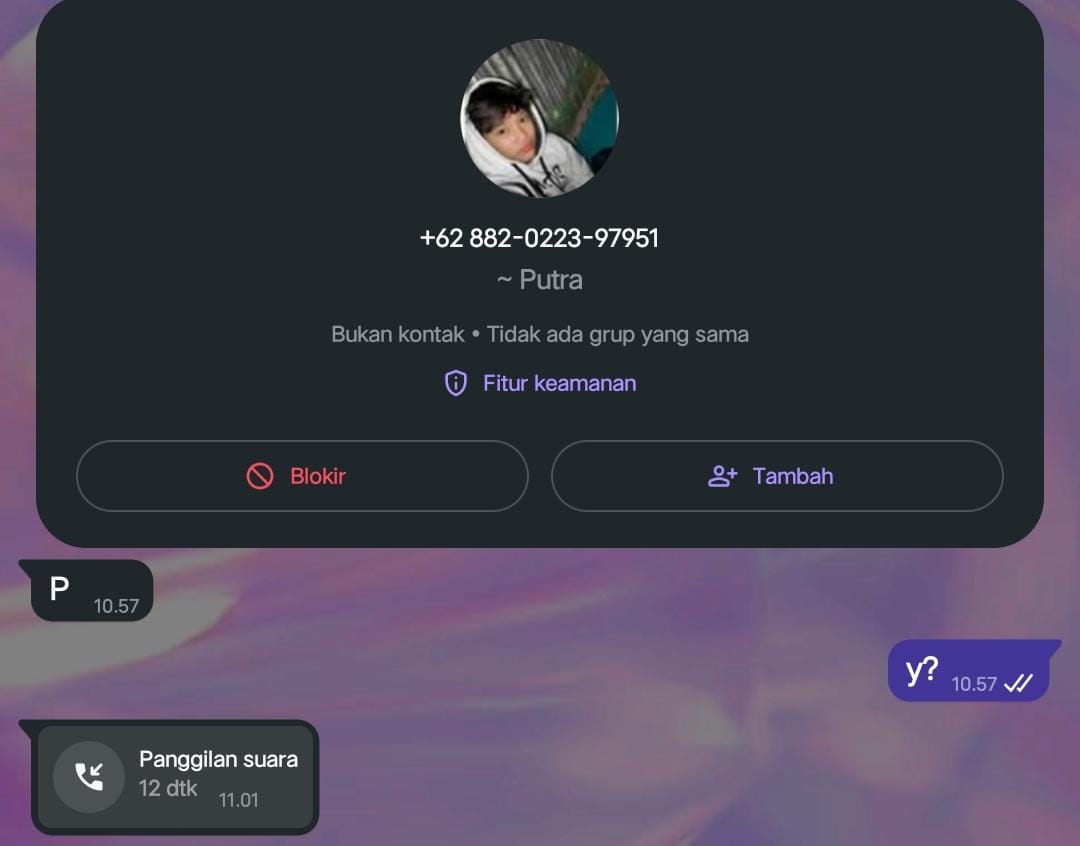 +62 882-0223-97951
~ Putra
Bukan kontak • Tidak ada grup yang sama
Fitur keamanan
Blokir
Tambah
P
10.57
y?
10.57
Panggilan suara
12 dtk
11.01